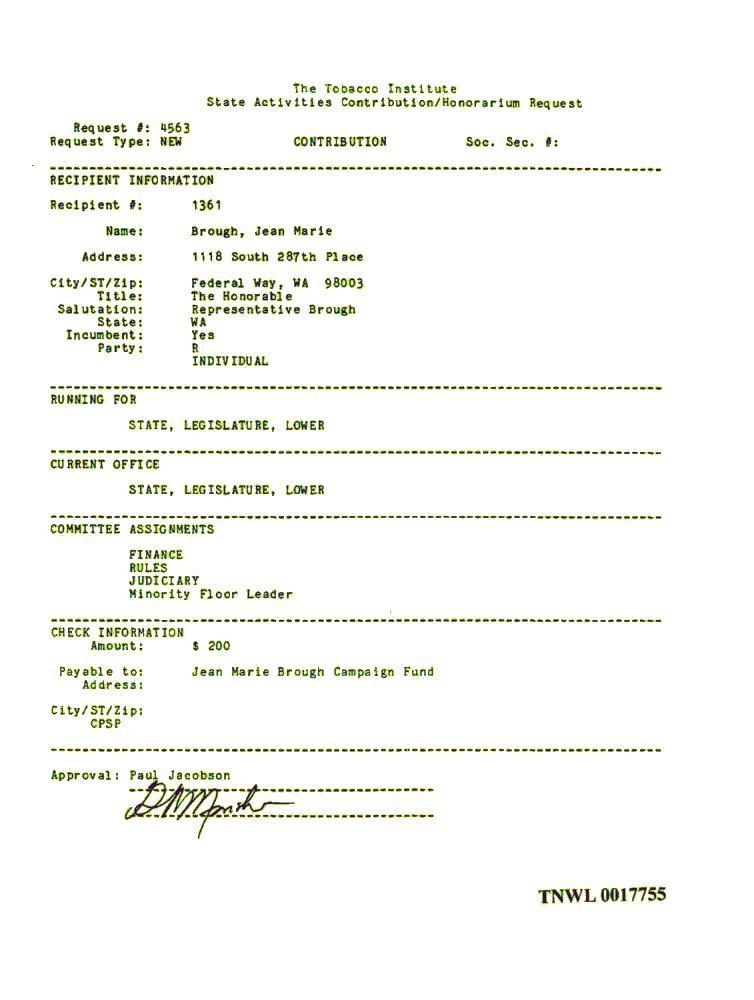 The Tobacco Institute
State Activities Contribution/Honorarium Request
Request #: 4563
Request Type: NEW CONTRIBUTION Soc. Sec. #:
RECIPIENT INFORMATION
Recipient #: 1361
Name: Brough, Jean Marie
Address: 1118 South 287th Place
City/ST/Zip: Federal Way, WA 98003
Title: The Honorable
Salutation: Representative Brough
State: WA
Incumbent: Yes
Party: R
INDIVIDUAL
RUNNING FOR
STATE, LEGISLATURE, LOWER
CURRENT OFFICE
STATE, LEGISLATURE, LOWER
COMMITTEE ASSIGNMENTS
FINANCE
RULES
JUDICIARY
Minority Floor Leader
CHECK INFORMATION
Amount: $ 200
Payable to: Jean Marie Brough Campaign Fund
Address:
City/ST/Zip:
CPSP
Approval: Paul Jacobson
TNWL 0017755